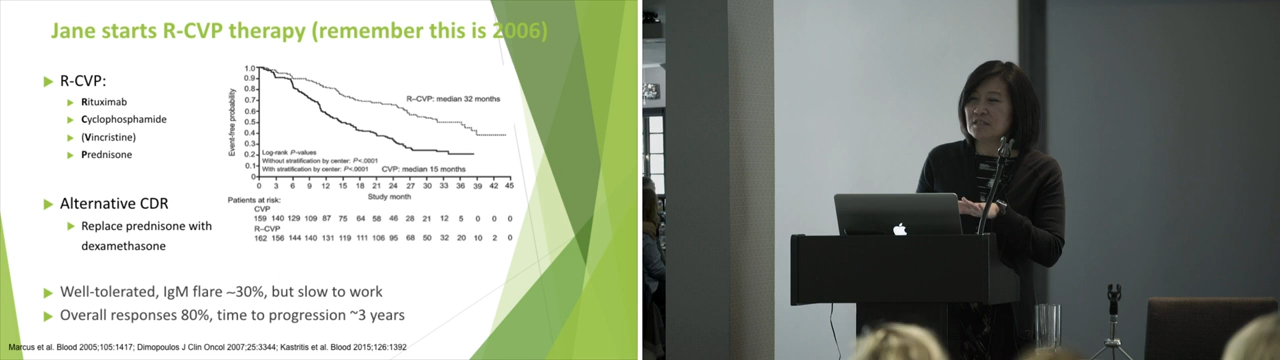 Jane starts R-CVP therapy (remember this is 2006)
R-CVP:
Rituximab
Cyclophosphamide
(Vincristine)
Prednisone
Alternative CDR
Replace prednisone with
dexamethasone
Event-free probability
1.0
0.9
0.8
0.7
0.6
0.5
0.4
0.3
0.2
0.1
0
R–CVP: median 32 months
Log-rank P-values
Without stratification by center: P<.0001
With stratification by center: P<.0001
CVP: median 15 months
0 3 6 9 12 15 18 21 24 27 30 33 36 39 42 45
Study month
Patients at risk:
CVP
159 140 129 109 87 75 64 58 46 28 21 12 5 0 0 0
R–CVP
162 156 144 140 131 119 111 106 95 68 50 32 20 10 2 0
Well-tolerated, IgM flare ~30%, but slow to work
Overall responses 80%, time to progression ~3 years
Marcus et al. Blood 2005;105:1417; Dimopoulos J Clin Oncol 2007;25:3344; Kastritis et al. Blood 2015;126:1392